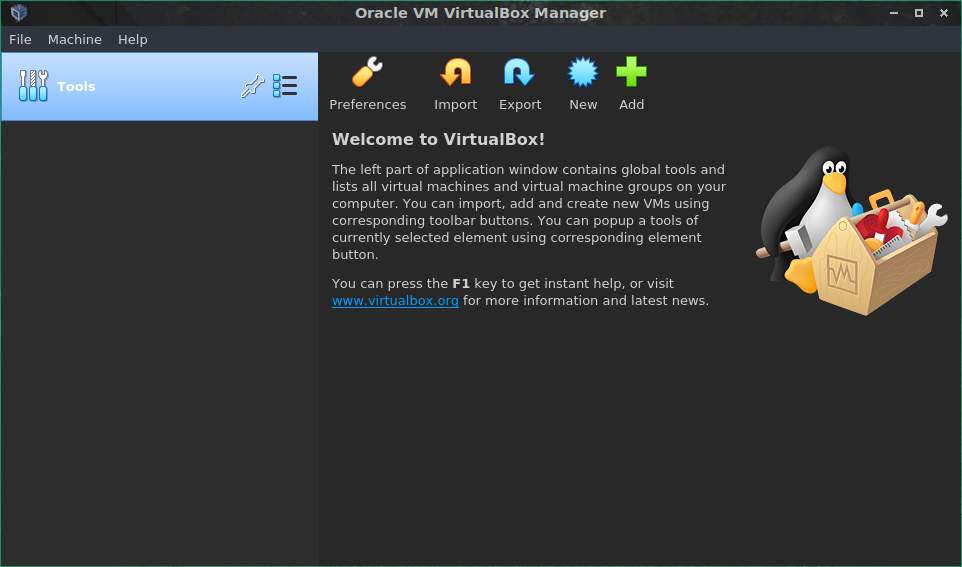 Oracle VM VirtualBox Manager
File Machine Help
Tools
Preferences Import Export New Add
Welcome to VirtualBox!
The left part of application window contains global tools and
lists all virtual machines and virtual machine groups on your
computer. You can import, add and create new VMs using
corresponding toolbar buttons. You can popup a tools of
currently selected element using corresponding element
button.
You can press the F1 key to get instant help, or visit
www.virtualbox.org for more information and latest news.